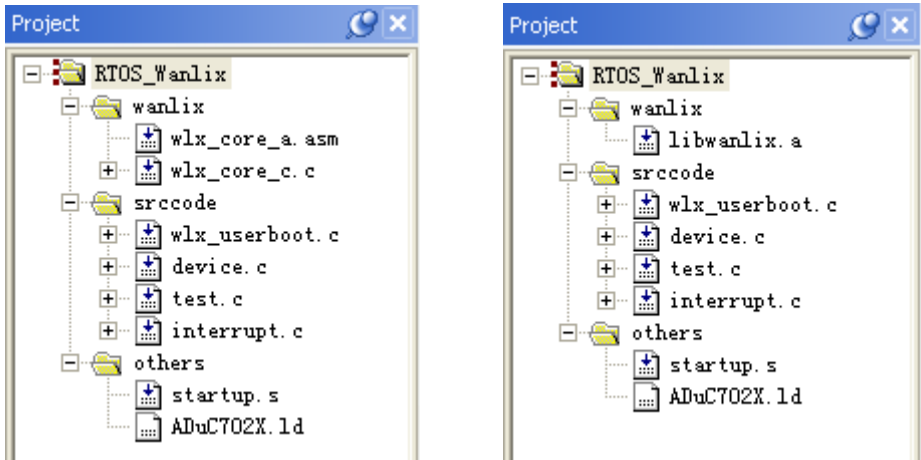 Project
RTOS_Wanlix
wanlix
wlx_core_a.asm
wlx_core_c.c
srccode
wlx_userboot.c
device.c
test.c
interrupt.c
others
startup.s
ADuC702X.ld
Project
RTOS_Wanlix
wanlix
libwanlix.a
srccode
wlx_userboot.c
device.c
test.c
interrupt.c
others
startup.s
ADuC702X.ld